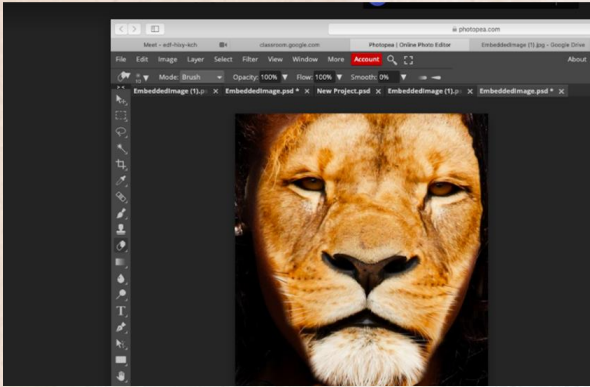 photopea.com
Meet - edf-hixy-kch classroom.google.com Photopea | Online Photo Editor EmbeddedImage (1).jpg - Google Drive
File Edit Image Layer Select Filter View Window More Account About
Mode: Brush Opacity: 100% Flow: 100% Smooth: 0%
EmbeddedImage (1).p EmbeddedImage.psd * New Project.psd EmbeddedImage (1).p EmbeddedImage.psd *
T